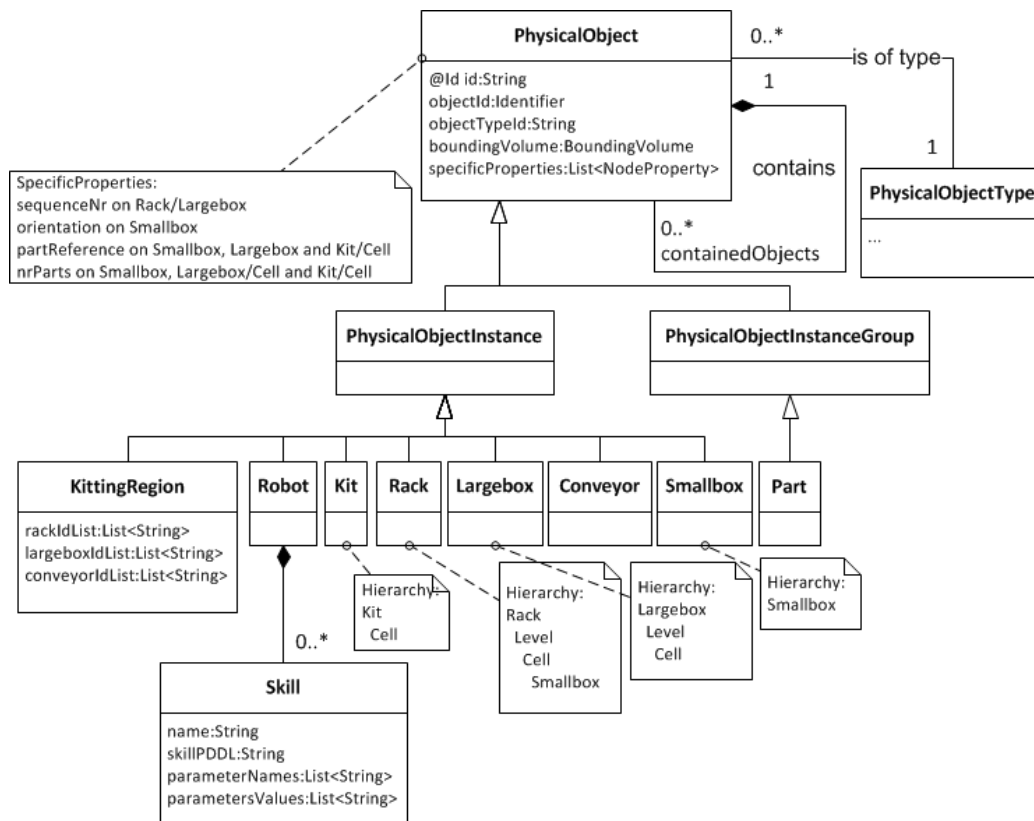 PhysicalObject
@Id id:String
objectId:Identifier
objectTypeId:String
boundingVolume:BoundingVolume
specificProperties:List<NodeProperty>
0..*
is of type
1
1
contains
0..*
containedObjects
PhysicalObjectType
...
SpecificProperties:
sequenceNr on Rack/Largebox
orientation on Smallbox
partReference on Smallbox, Largebox and Kit/Cell
nrParts on Smallbox, Largebox/Cell and Kit/Cell
PhysicalObjectInstance
PhysicalObjectInstanceGroup
KittingRegion
rackIdList:List<String>
largeboxIdList:List<String>
conveyorIdList:List<String>
Robot
Kit
Rack
Largebox
Conveyor
Smallbox
Part
Hierarchy:
Kit
Cell
Hierarchy:
Rack
Level
Cell
Smallbox
Hierarchy:
Largebox
Level
Cell
Hierarchy:
Smallbox
0..*
Skill
name:String
skillPDDL:String
parameterNames:List<String>
parametersValues:List<String>